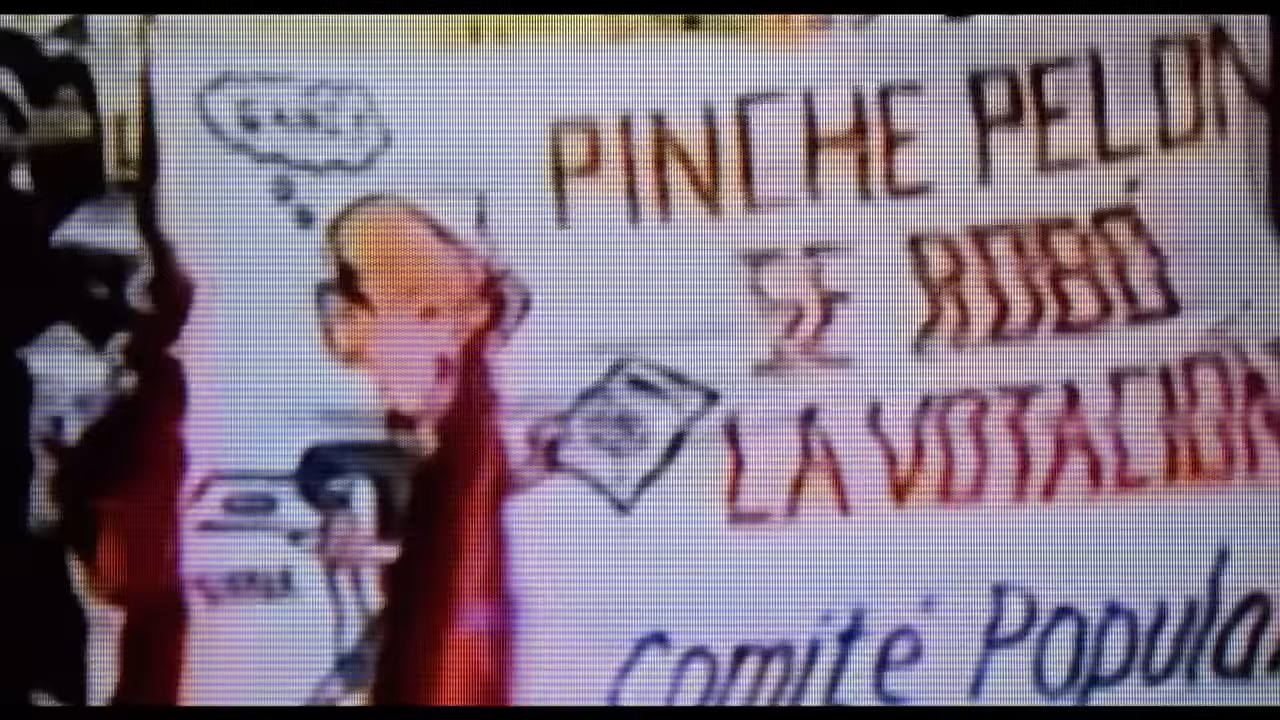 PINCHE PELON
SE ROBÓ
LA VOTACION
Comité Popula